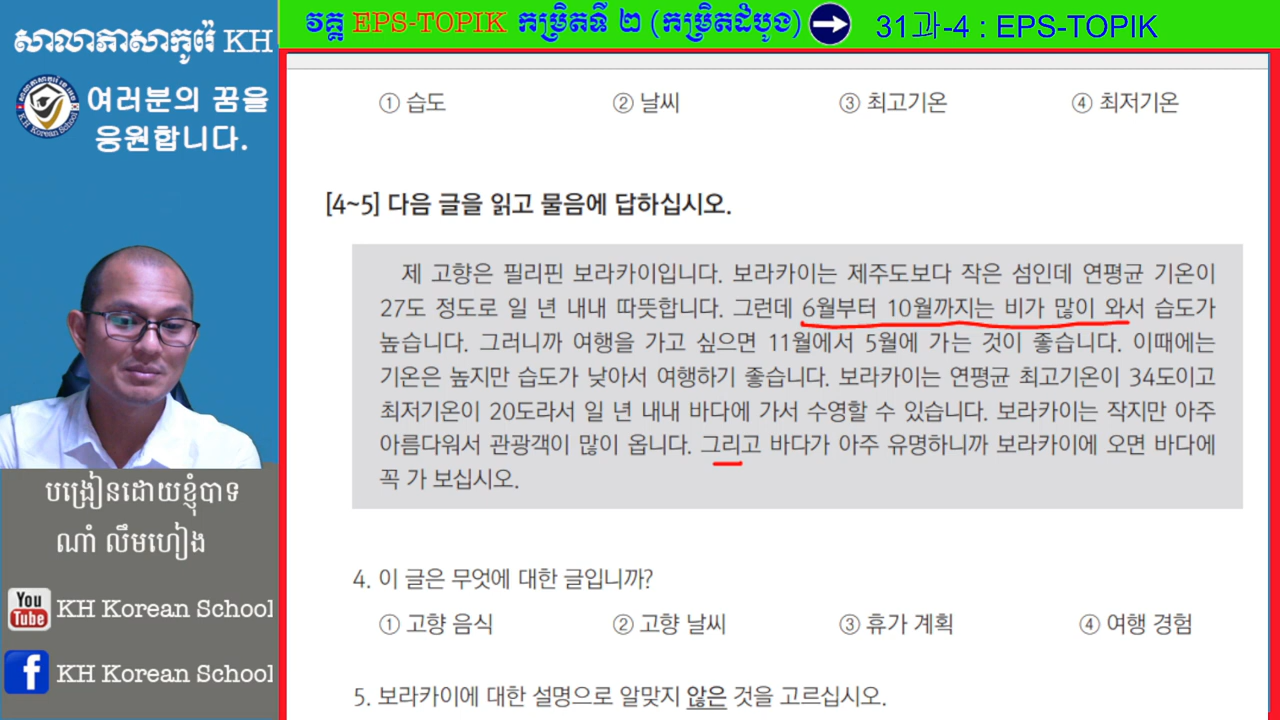 សាលាភាសាកូរ៉េ KH
여러분의 꿈을
응원합니다.
វគ្គ EPS-TOPIK កម្រិតទី ២ (កម្រិតដំបូង) 31과-4 : EPS-TOPIK
① 습도 ② 날씨 ③ 최고기온 ④ 최저기온
[4~5] 다음 글을 읽고 물음에 답하십시오.
제 고향은 필리핀 보라카이입니다. 보라카이는 제주도보다 작은 섬인데 연평균 기온이
27도 정도로 일 년 내내 따뜻합니다. 그런데 6월부터 10월까지는 비가 많이 와서 습도가
높습니다. 그러니까 여행을 가고 싶으면 11월에서 5월에 가는 것이 좋습니다. 이때에는
기온은 높지만 습도가 낮아서 여행하기 좋습니다. 보라카이는 연평균 최고기온이 34도이고
최저기온이 20도라서 일 년 내내 바다에 가서 수영할 수 있습니다. 보라카이는 작지만 아주
아름다워서 관광객이 많이 옵니다. 그리고 바다가 아주 유명하니까 보라카이에 오면 바다에
꼭 가 보십시오.
4. 이 글은 무엇에 대한 글입니까?
① 고향 음식 ② 고향 날씨 ③ 휴가 계획 ④ 여행 경험
5. 보라카이에 대한 설명으로 알맞지 않은 것을 고르십시오.
បង្រៀនដោយខ្ញុំបាទ
ណាំ លឹមហៀង
You Tube KH Korean School
f KH Korean School